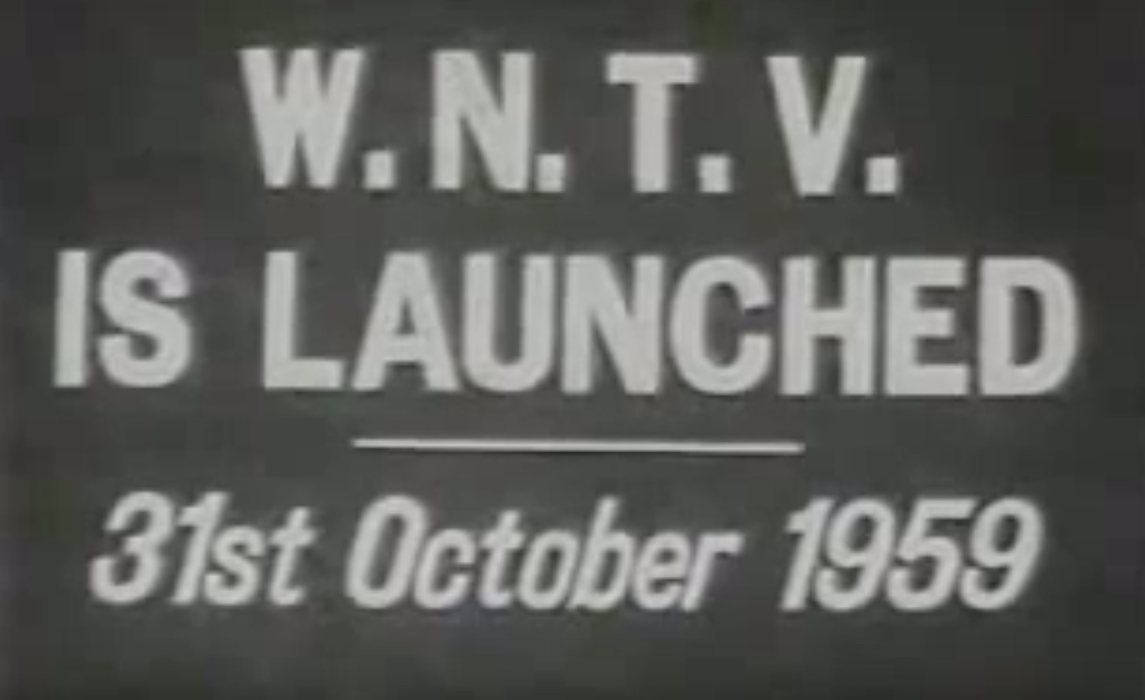 W.N.T.V.
IS LAUNCHED
31st October 1959